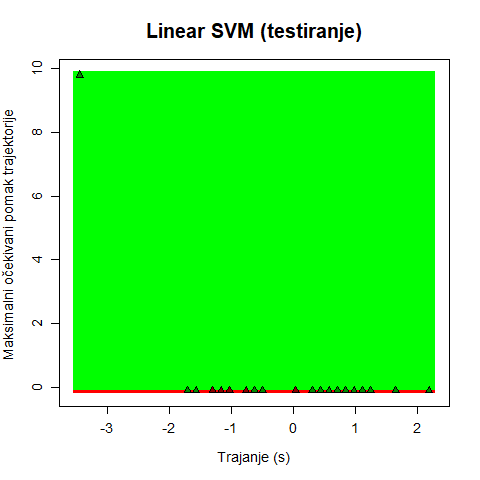 Linear SVM (testiranje)
Maksimalni očekivani pomak trajektorije
10
8
6
4
2
0
-3 -2 -1 0 1 2
Trajanje (s)